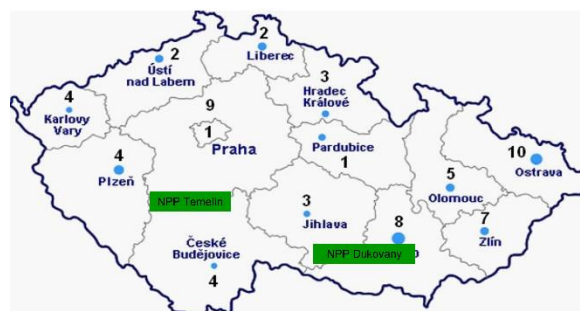 2
Liberec
2
Ústí
nad Labem
3
Hradec
Králové
4
Karlovy
Vary
9
1
Praha
Pardubice
1
10
Ostrava
4
Plzeň
5
Olomouc
NPP Temelin
3
Jihlava
8
7
Zlín
České
Budějovice
4
NPP Dukovany